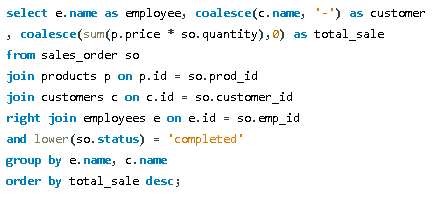 select e.name as employee, coalesce(c.name, '-') as customer
, coalesce(sum(p.price * so.quantity),0) as total_sale
from sales_order so
join products p on p.id = so.prod_id
join customers c on c.id = so.customer_id
right join employees e on e.id = so.emp_id
and lower(so.status) = 'completed'
group by e.name, c.name
order by total_sale desc;